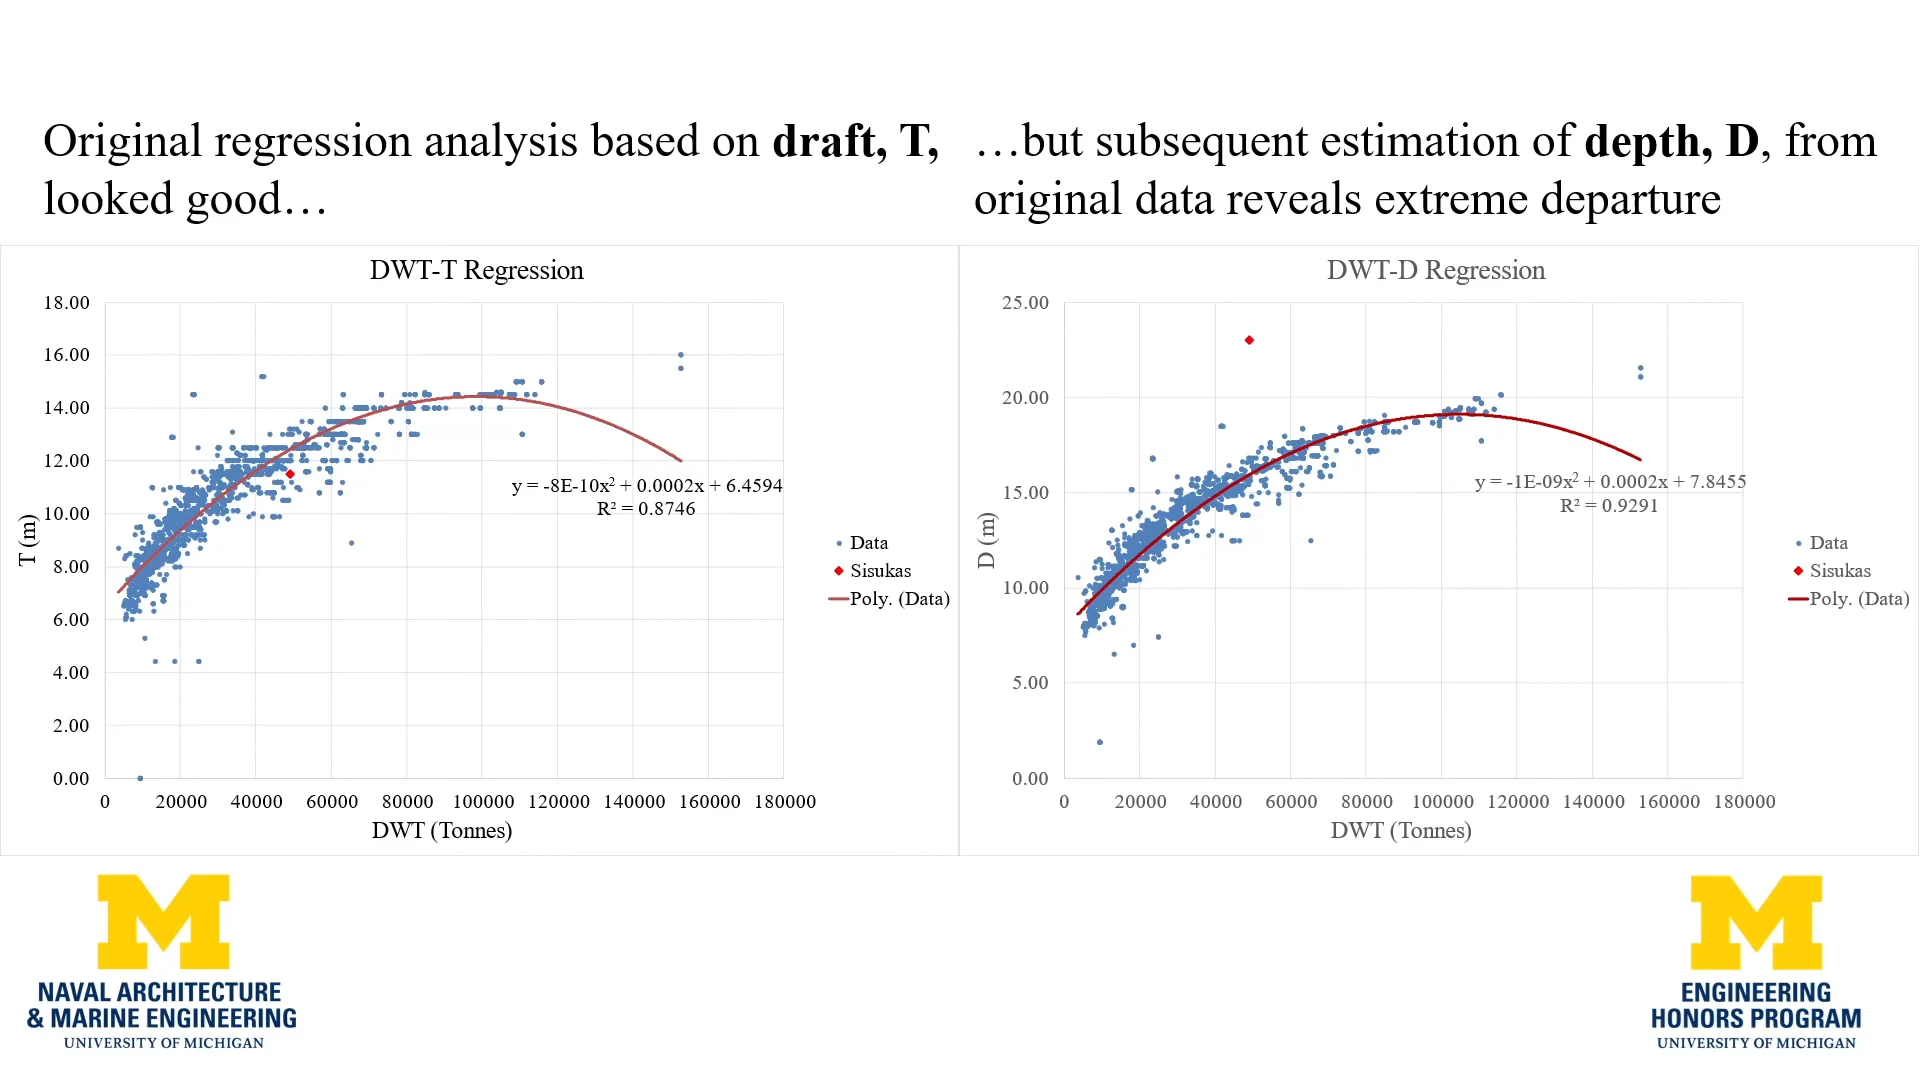 Original regression analysis based on draft, T,
looked good…
…but subsequent estimation of depth, D, from
original data reveals extreme departure
DWT-T Regression
18.00
16.00
14.00
12.00
10.00
8.00
6.00
4.00
2.00
0.00
T (m)
0 20000 40000 60000 80000 100000 120000 140000 160000 180000
DWT (Tonnes)
y = -8E-10x² + 0.0002x + 6.4594
R² = 0.8746
Data
Sisukas
Poly. (Data)
DWT-D Regression
25.00
20.00
15.00
10.00
5.00
0.00
D (m)
0 20000 40000 60000 80000 100000 120000 140000 160000 180000
DWT (Tonnes)
y = -1E-09x² + 0.0002x + 7.8455
R² = 0.9291
Data
Sisukas
Poly. (Data)
M
NAVAL ARCHITECTURE
& MARINE ENGINEERING
UNIVERSITY OF MICHIGAN
M
ENGINEERING
HONORS PROGRAM
UNIVERSITY OF MICHIGAN